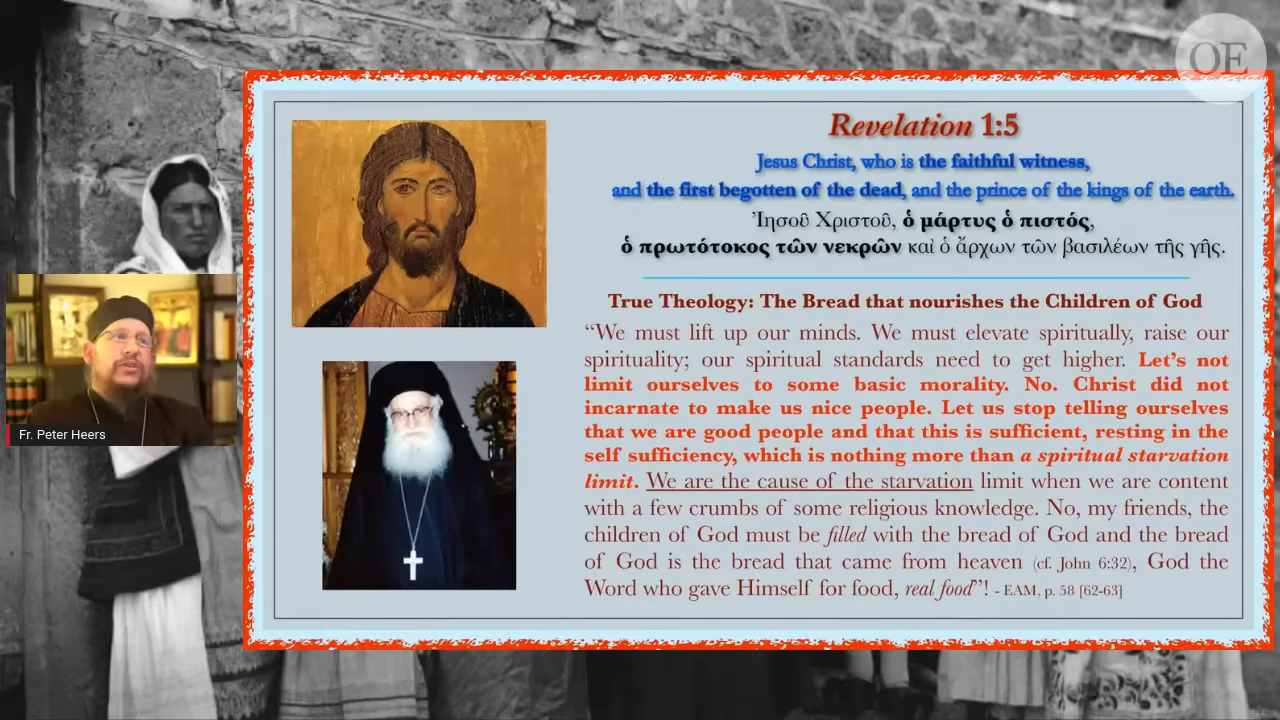 OE
Revelation 1:5
Jesus Christ, who is the faithful witness,
and the first begotten of the dead, and the prince of the kings of the earth.
Ἰησοῦ Χριστοῦ, ὁ μάρτυς ὁ πιστός,
ὁ πρωτότοκος τῶν νεκρῶν καὶ ὁ ἄρχων τῶν βασιλέων τῆς γῆς.
True Theology: The Bread that nourishes the Children of God
“We must lift up our minds. We must elevate spiritually, raise our
spirituality; our spiritual standards need to get higher. Let’s not
limit ourselves to some basic morality. No. Christ did not
incarnate to make us nice people. Let us stop telling ourselves
that we are good people and that this is sufficient, resting in the
self sufficiency, which is nothing more than a spiritual starvation
limit. We are the cause of the starvation limit when we are content
with a few crumbs of some religious knowledge. No, my friends, the
children of God must be filled with the bread of God and the bread
of God is the bread that came from heaven (cf. John 6:32), God the
Word who gave Himself for food, real food”! - EAM, p. 58 [62-63]
Fr. Peter Heers